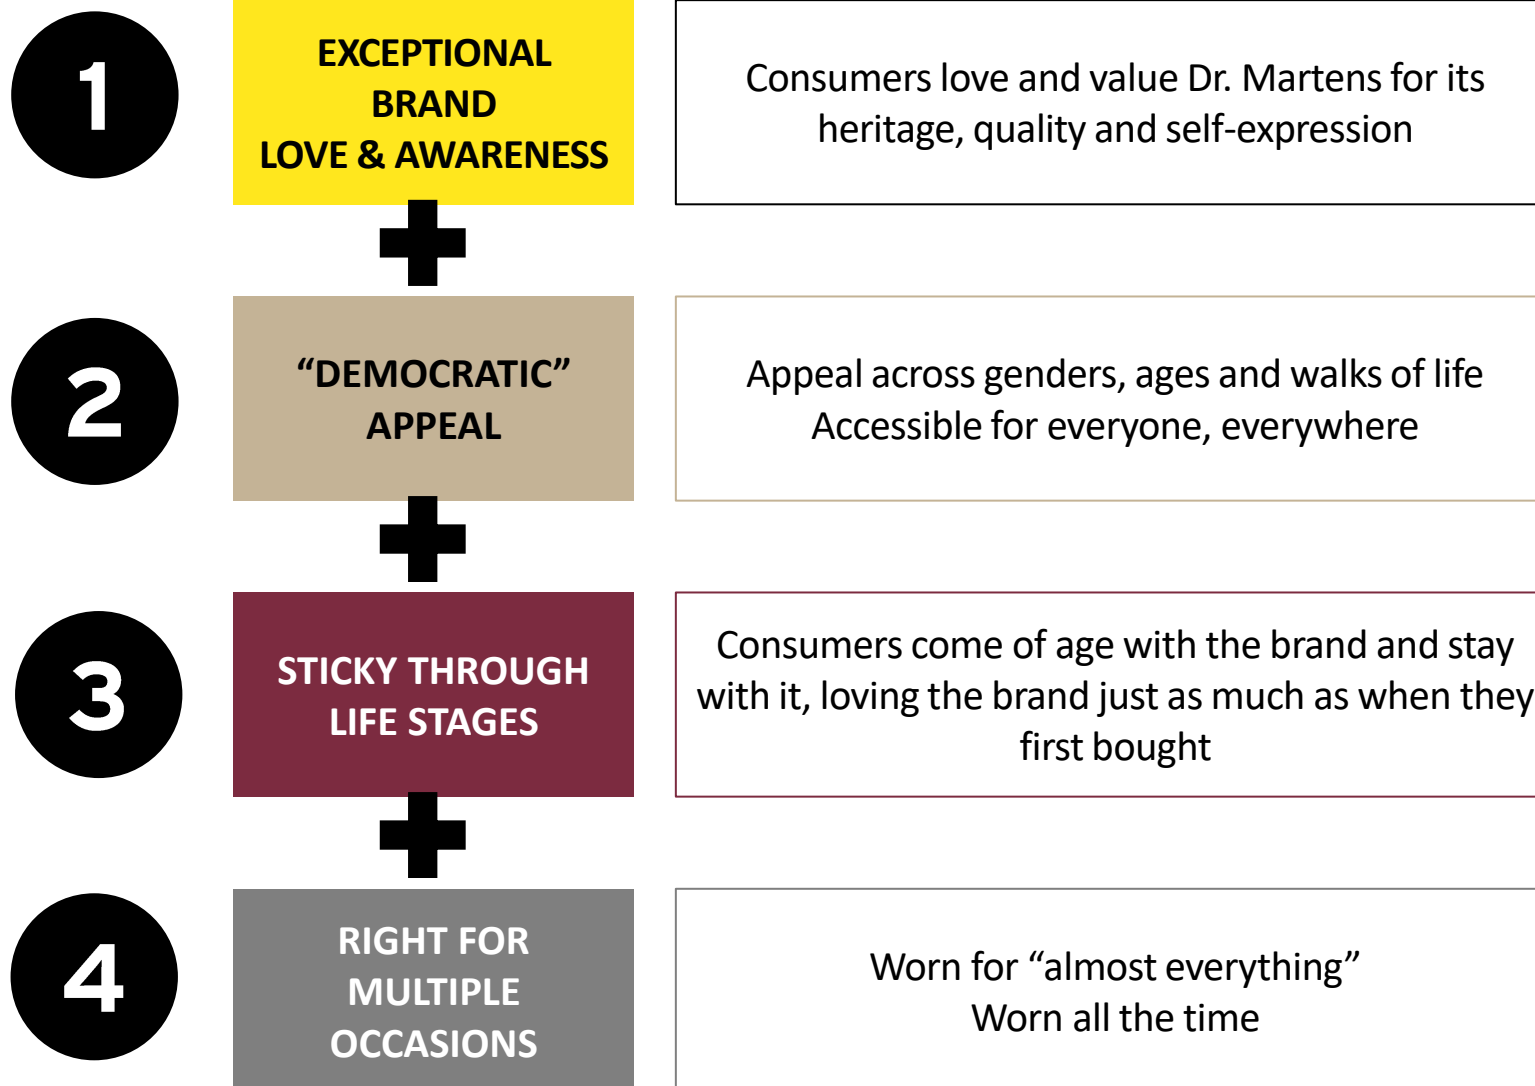 1
EXCEPTIONAL
BRAND
LOVE & AWARENESS
Consumers love and value Dr. Martens for its
heritage, quality and self-expression
2
“DEMOCRATIC”
APPEAL
Appeal across genders, ages and walks of life
Accessible for everyone, everywhere
3
STICKY THROUGH
LIFE STAGES
Consumers come of age with the brand and stay
with it, loving the brand just as much as when they
first bought
4
RIGHT FOR
MULTIPLE
OCCASIONS
Worn for “almost everything”
Worn all the time